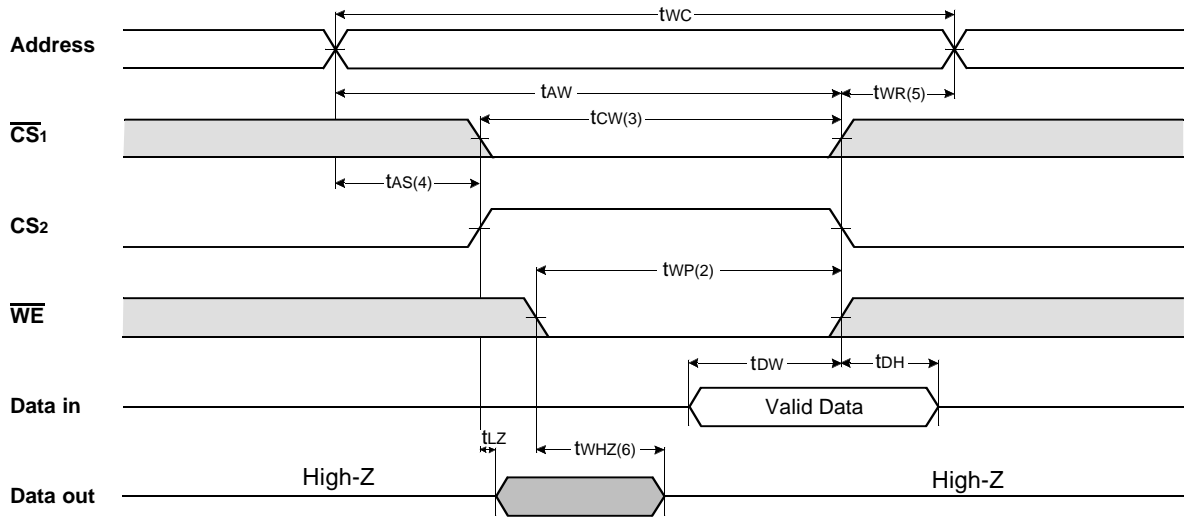 tWC
Address
tAW
tWR(5)
tCW(3)
CS1
tAS(4)
CS2
tWP(2)
WE
tDW
tDH
Data in
Valid Data
tLZ
tWHZ(6)
High-Z
High-Z
Data out